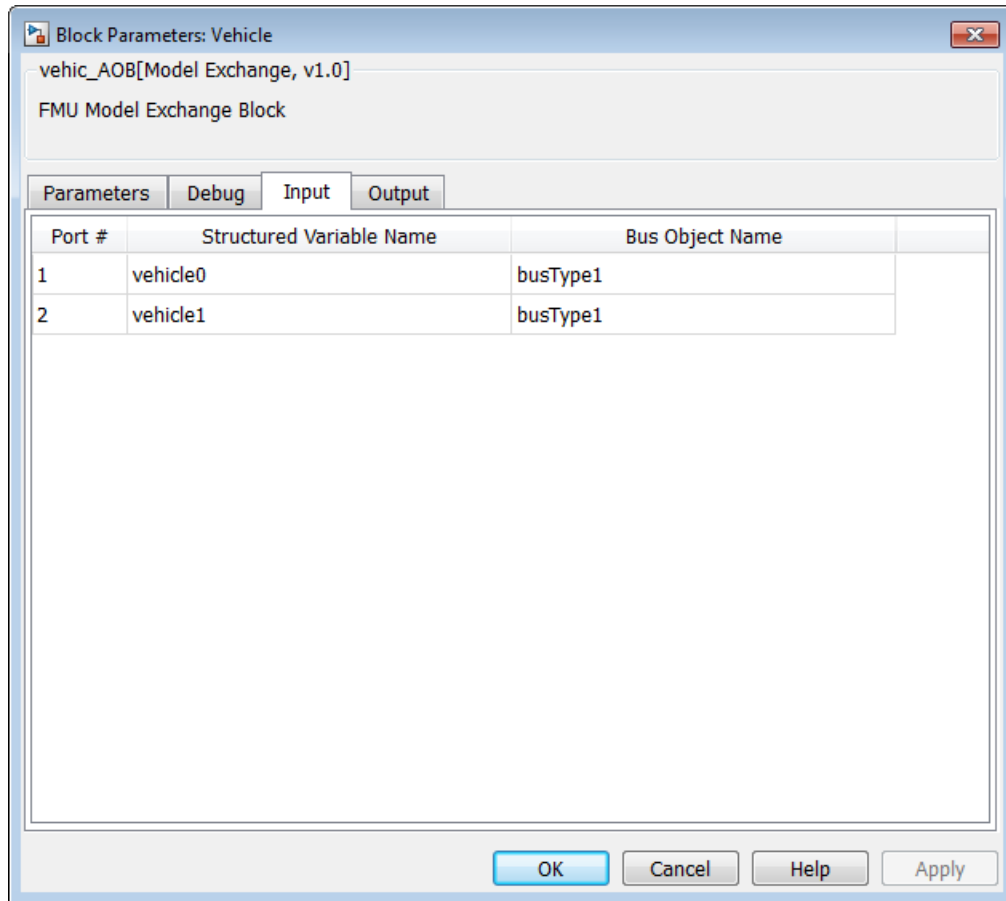 Block Parameters: Vehicle
vehic_AOB[Model Exchange, v1.0]
FMU Model Exchange Block
Parameters Debug Input Output
Port # Structured Variable Name Bus Object Name
1 vehicle0 busType1
2 vehicle1 busType1
OK Cancel Help Apply